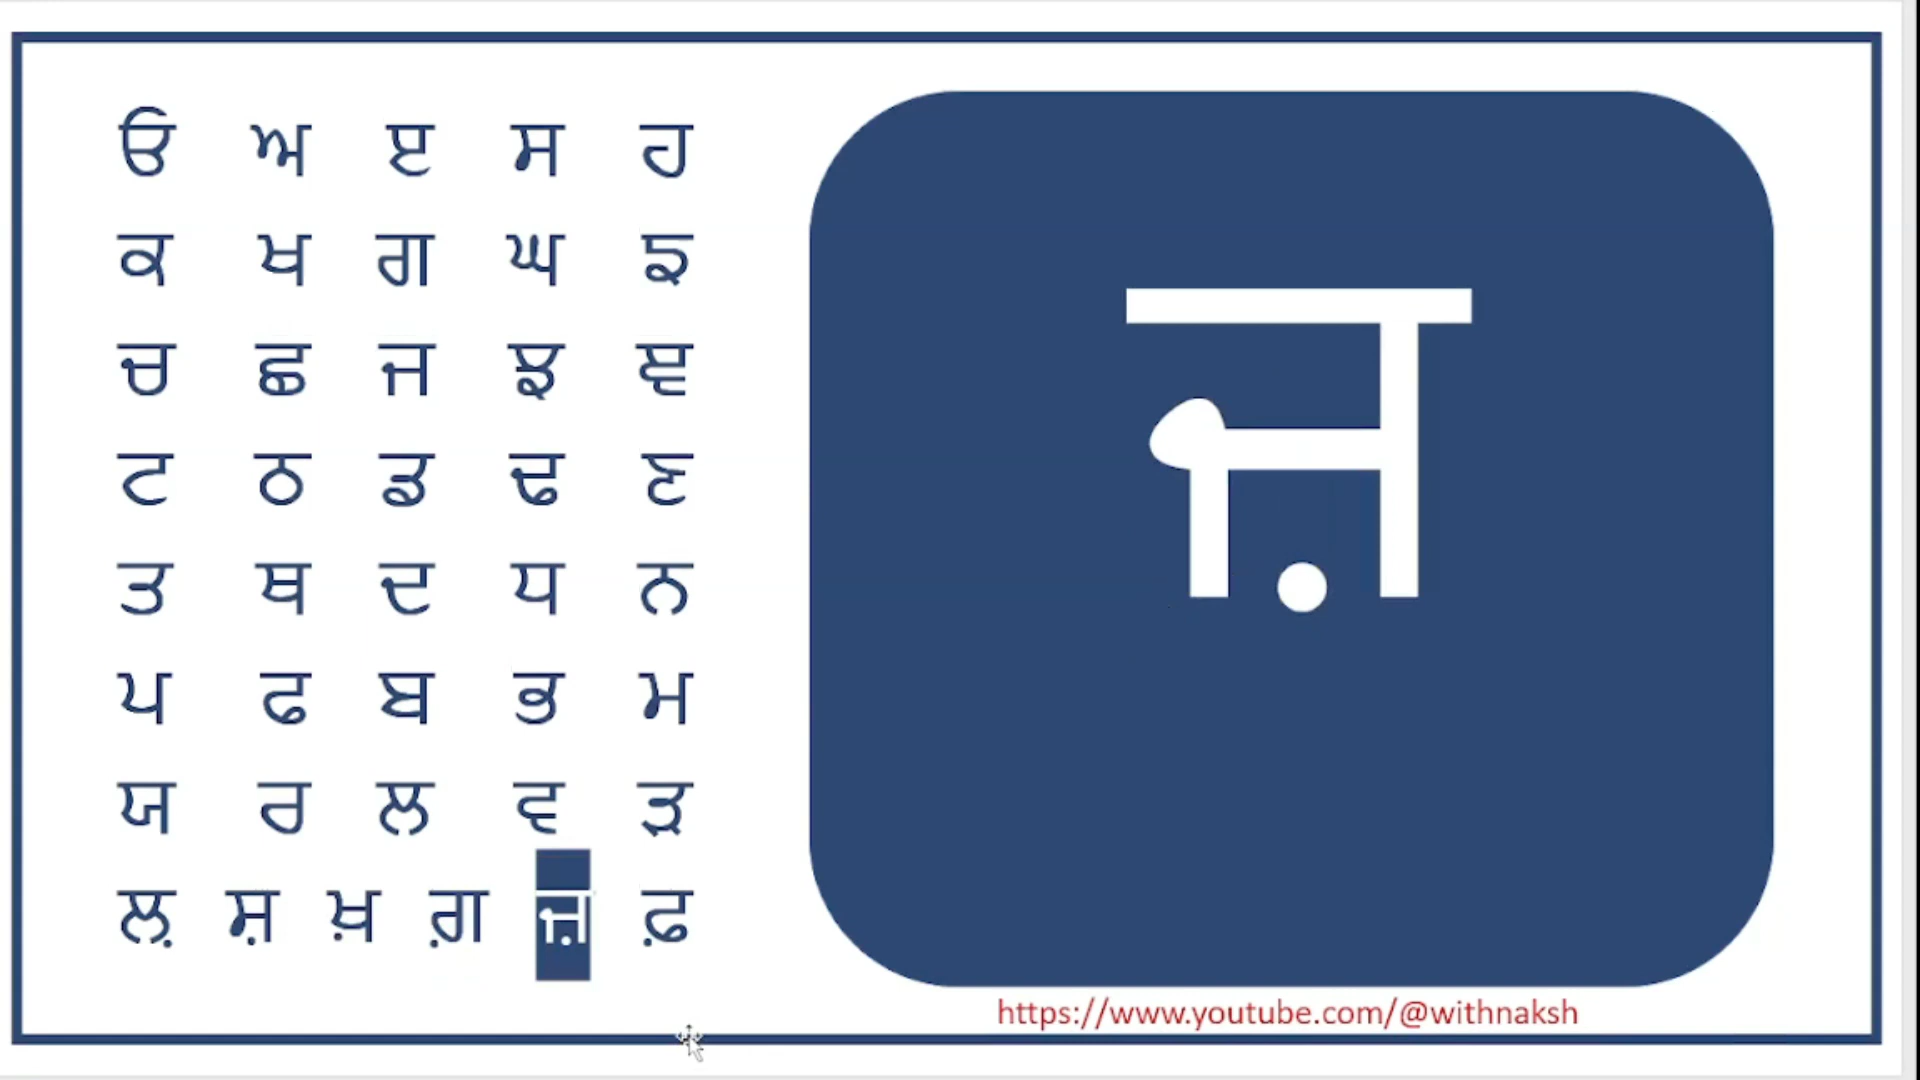 ਓ ਅ ੲ ਸ ਹ
ਕ ਖ ਗ ਘ ਙ
ਚ ਛ ਜ ਝ ਞ
ਟ ਠ ਡ ਢ ਣ
ਤ ਥ ਦ ਧ ਨ
ਪ ਫ ਬ ਭ ਮ
ਯ ਰ ਲ ਵ ੜ
ਲ਼ ਸ਼ ਖ਼ ਗ਼ ਜ਼ ਫ਼
ਜ਼
https://www.youtube.com/@withnaksh